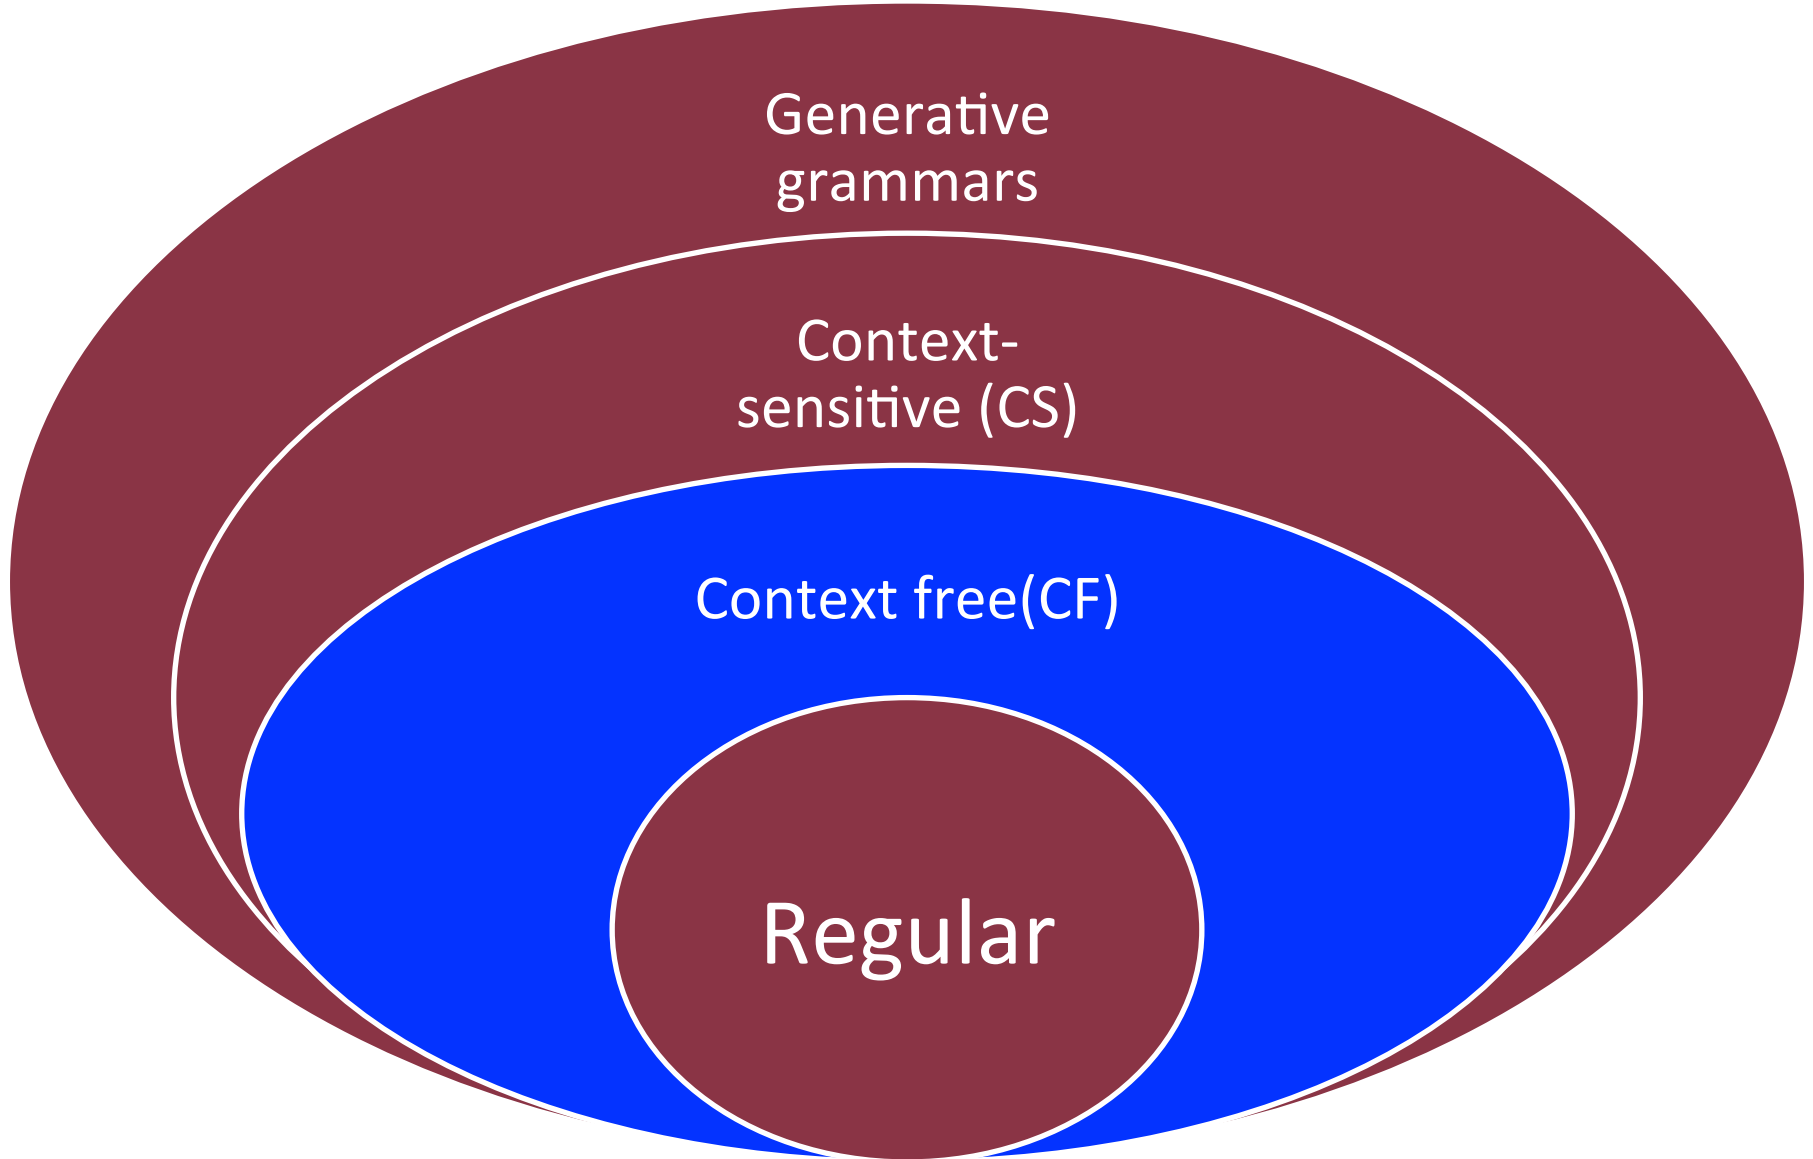 Generative
grammars
Context-
sensitive (CS)
Context free(CF)
Regular